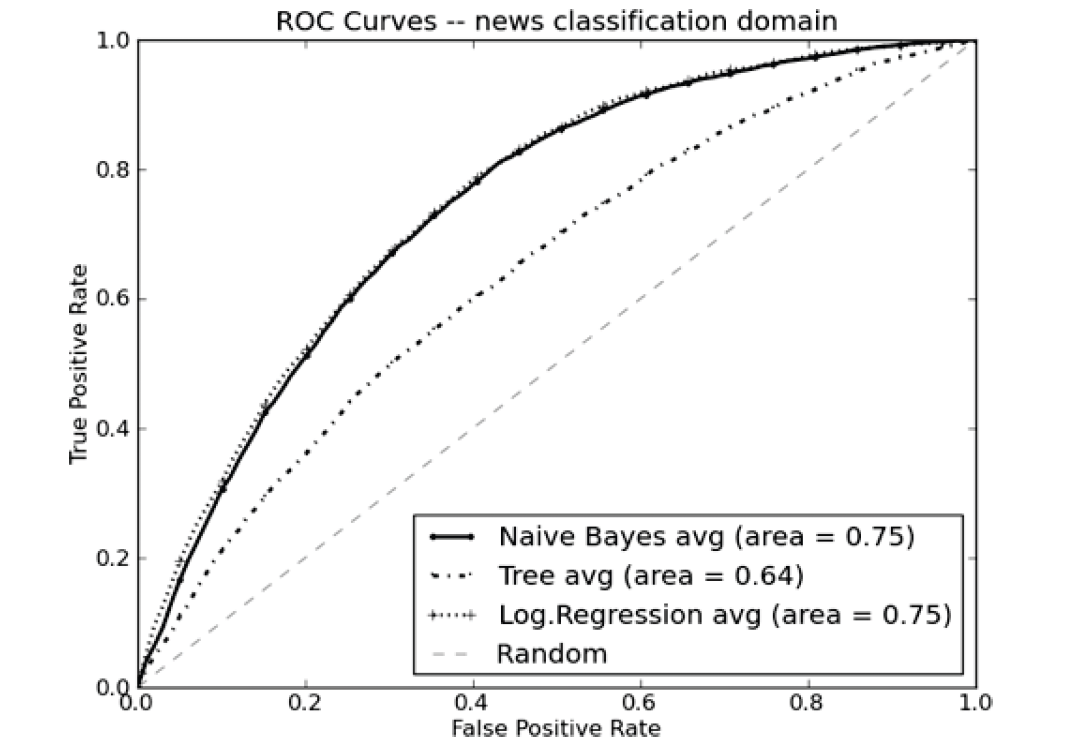 ROC Curves -- news classification domain
1.0
0.8
0.6
0.4
0.2
0.0
True Positive Rate
Naive Bayes avg (area = 0.75)
Tree avg (area = 0.64)
Log.Regression avg (area = 0.75)
Random
0.0 0.2 0.4 0.6 0.8 1.0
False Positive Rate